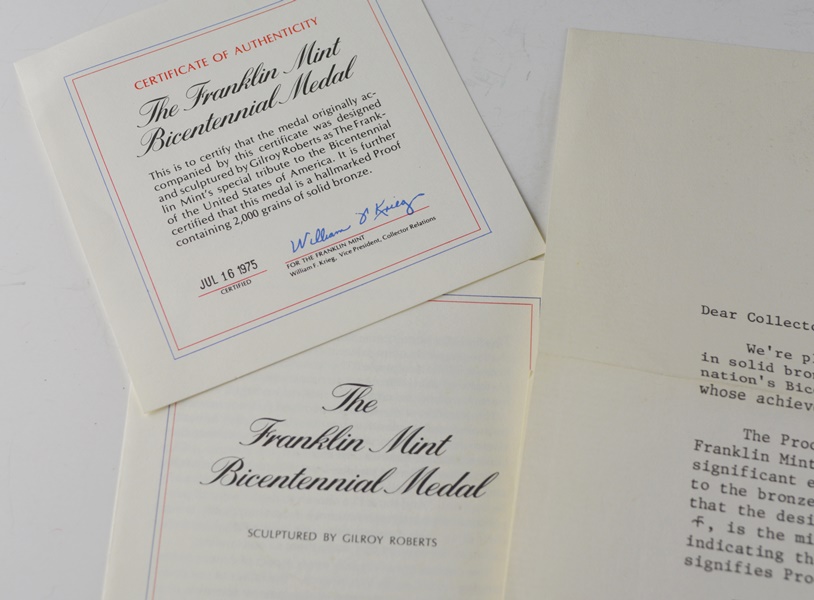 CERTIFICATE OF AUTHENTICITY
The Franklin Mint
Bicentennial Medal
This is to certify that the medal originally ac-
companied by this certificate was designed
and sculptured by Gilroy Roberts as The Frank-
lin Mint's special tribute to the Bicentennial
of the United States of America. It is further
certified that this medal is a hallmarked Proof
containing 2,000 grains of solid bronze.
William F Krieg
JUL 16 1975
CERTIFIED
FOR THE FRANKLIN MINT
William F. Krieg, Vice President, Collector Relations
The
Franklin Mint
Bicentennial Medal
SCULPTURED BY GILROY ROBERTS
Dear Collecto
We're p
in solid bro
nation's Bic
whose achiev
The Proo
Franklin Mint
significant e
to the bronze
that the desi
, is the mi
indicating th
signifies Pro